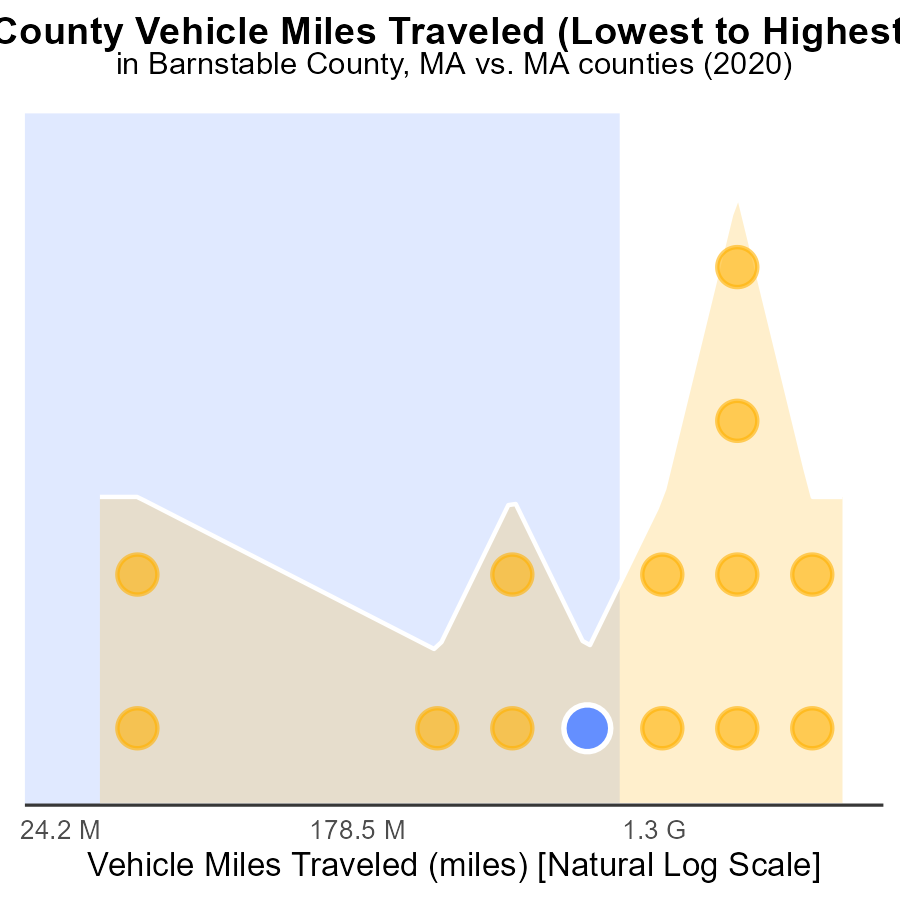 County Vehicle Miles Traveled (Lowest to Highest
in Barnstable County, MA vs. MA counties (2020)
24.2 M 178.5 M 1.3 G
Vehicle Miles Traveled (miles) [Natural Log Scale]